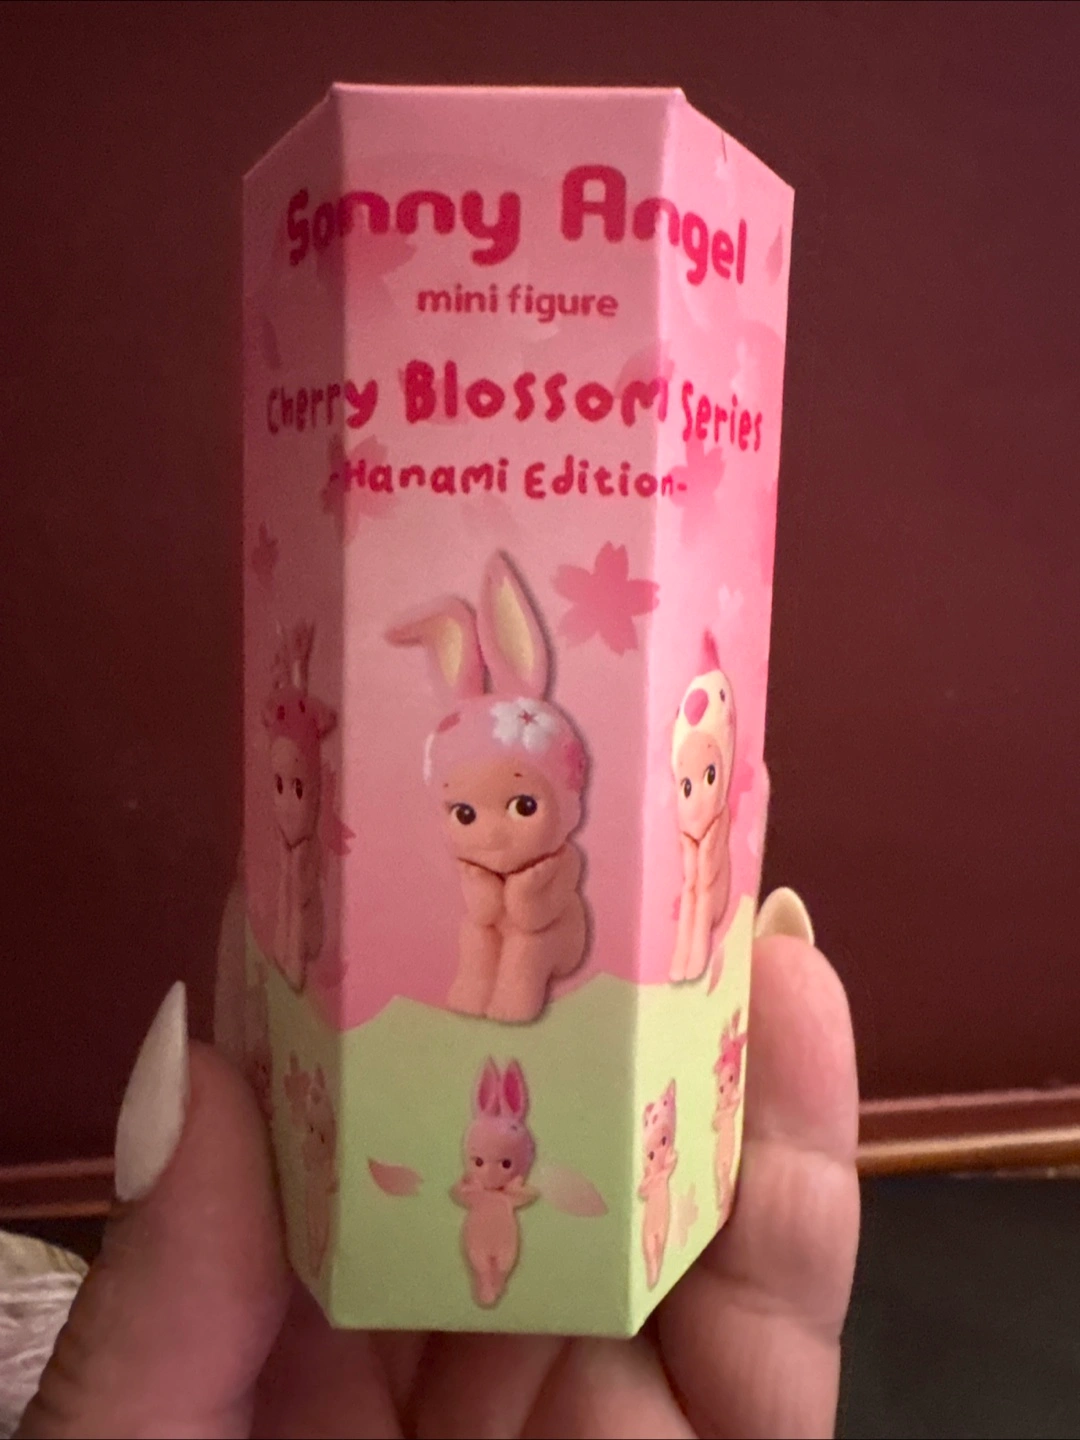 Sonny Angel
mini figure
Cherry Blossom Series
-Hanami Edition-